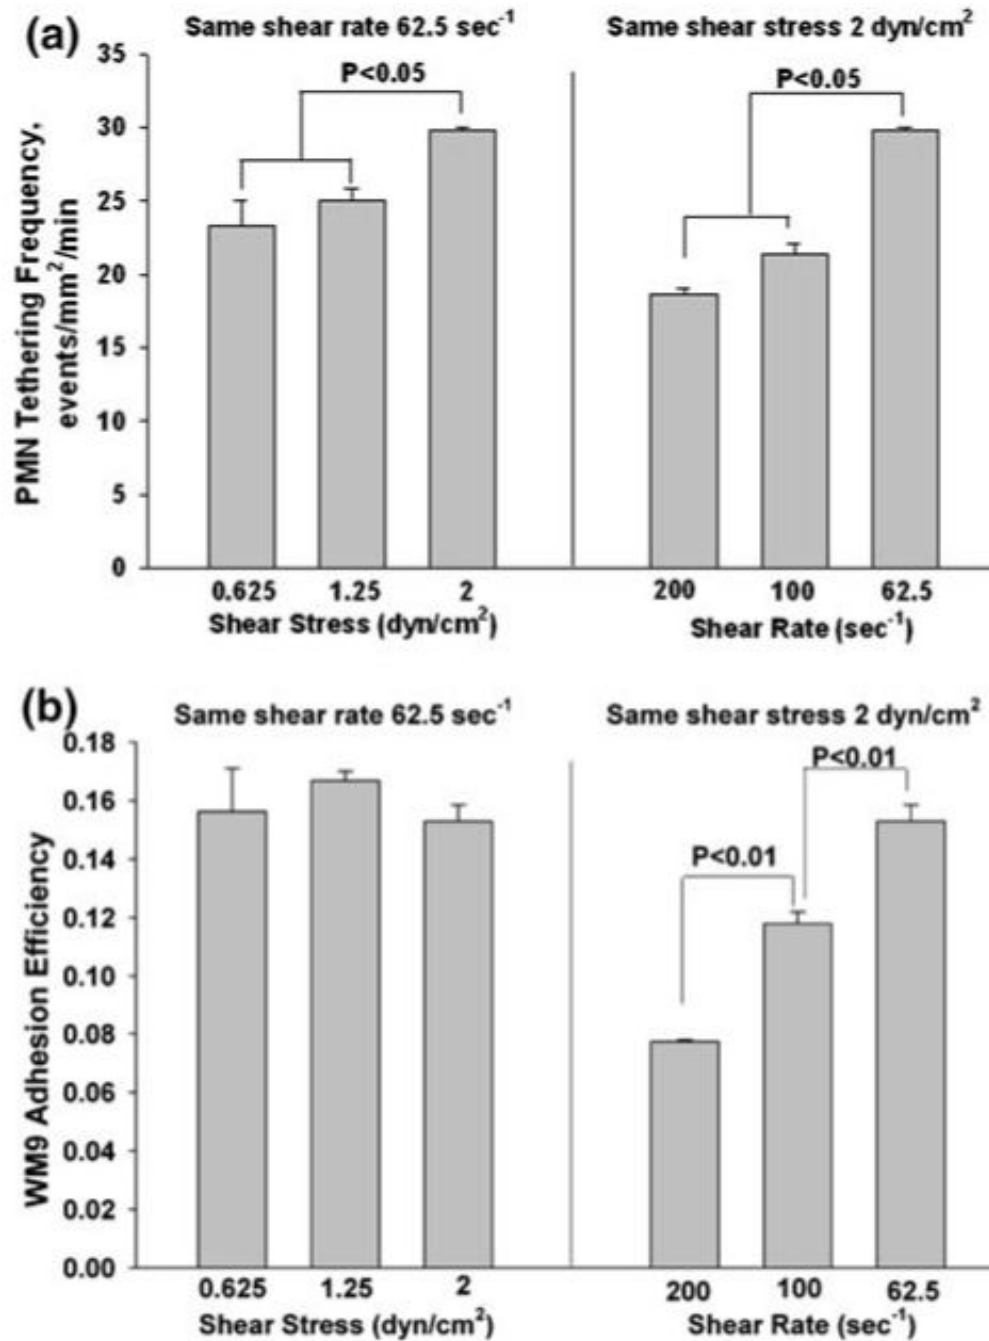 (a)
Same shear rate 62.5 sec⁻¹
Same shear stress 2 dyn/cm²
PMN Tethering Frequency,
events/mm²/min
35
30
25
20
15
10
5
0
P<0.05
P<0.05
0.625 1.25 2
Shear Stress (dyn/cm²)
200 100 62.5
Shear Rate (sec⁻¹)
(b)
Same shear rate 62.5 sec⁻¹
Same shear stress 2 dyn/cm²
WM9 Adhesion Efficiency
0.18
0.16
0.14
0.12
0.10
0.08
0.06
0.04
0.02
0.00
P<0.01
P<0.01
0.625 1.25 2
Shear Stress (dyn/cm²)
200 100 62.5
Shear Rate (sec⁻¹)